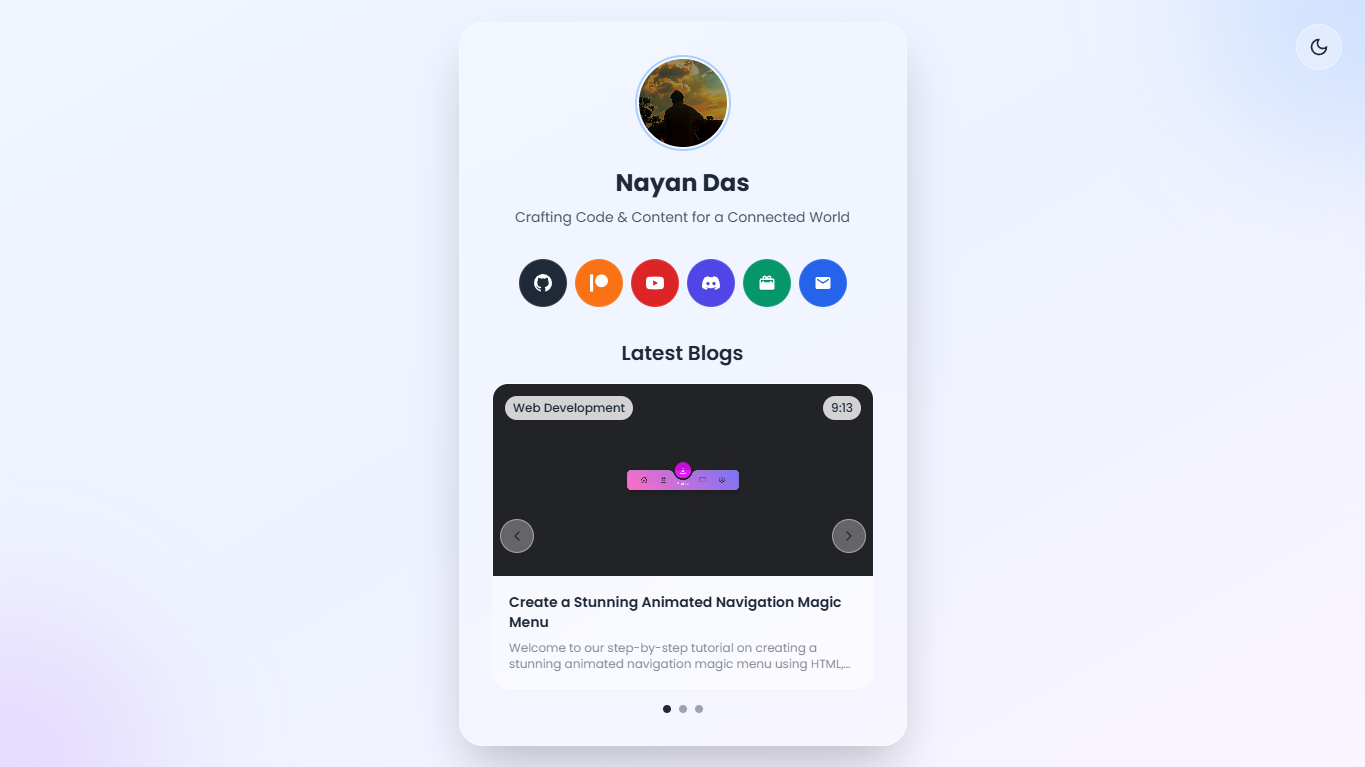 Nayan Das
Crafting Code & Content for a Connected World
Latest Blogs
Web Development
9:13
Create a Stunning Animated Navigation Magic
Menu
Welcome to our step-by-step tutorial on creating a
stunning animated navigation magic menu using HTML,...